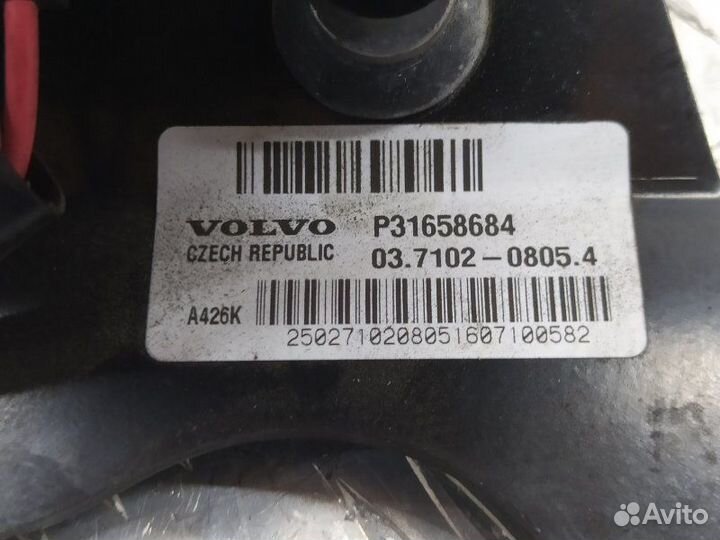 VOLVO P31658684
CZECH REPUBLIC 03.7102-0805.4
A426K
2502710208051607100582
Avito